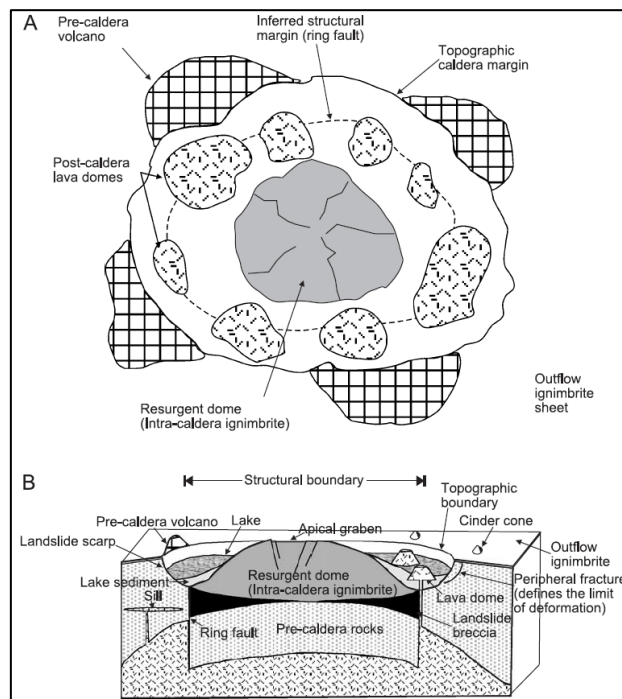 A
Pre-caldera
volcano
Inferred structural
margin (ring fault)
Topographic
caldera margin
Post-caldera
lava domes
Resurgent dome
(Intra-caldera ignimbrite)
Outflow
ignimbrite
sheet
B
Structural boundary
Pre-caldera volcano
Lake
Apical graben
Topographic
boundary
Cinder cone
Landslide scarp
Outflow
ignimbrite
Lake sediment
Sill
Resurgent dome
(Intra-caldera ignimbrite)
Peripheral fracture
(defines the limit
of deformation)
Lava dome
Landslide
breccia
Ring fault
Pre-caldera rocks